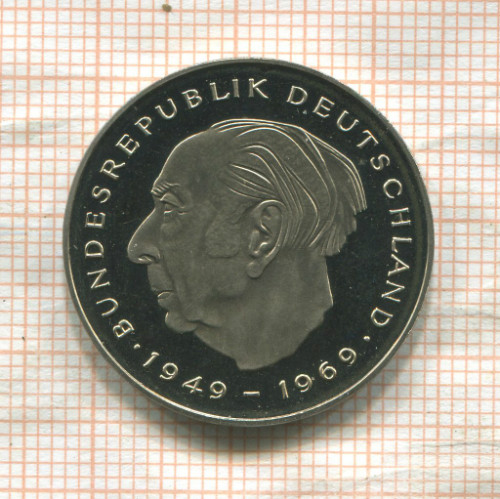 BUNDESREPUBLIK DEUTSCHLAND
· 1949 – 1969 ·